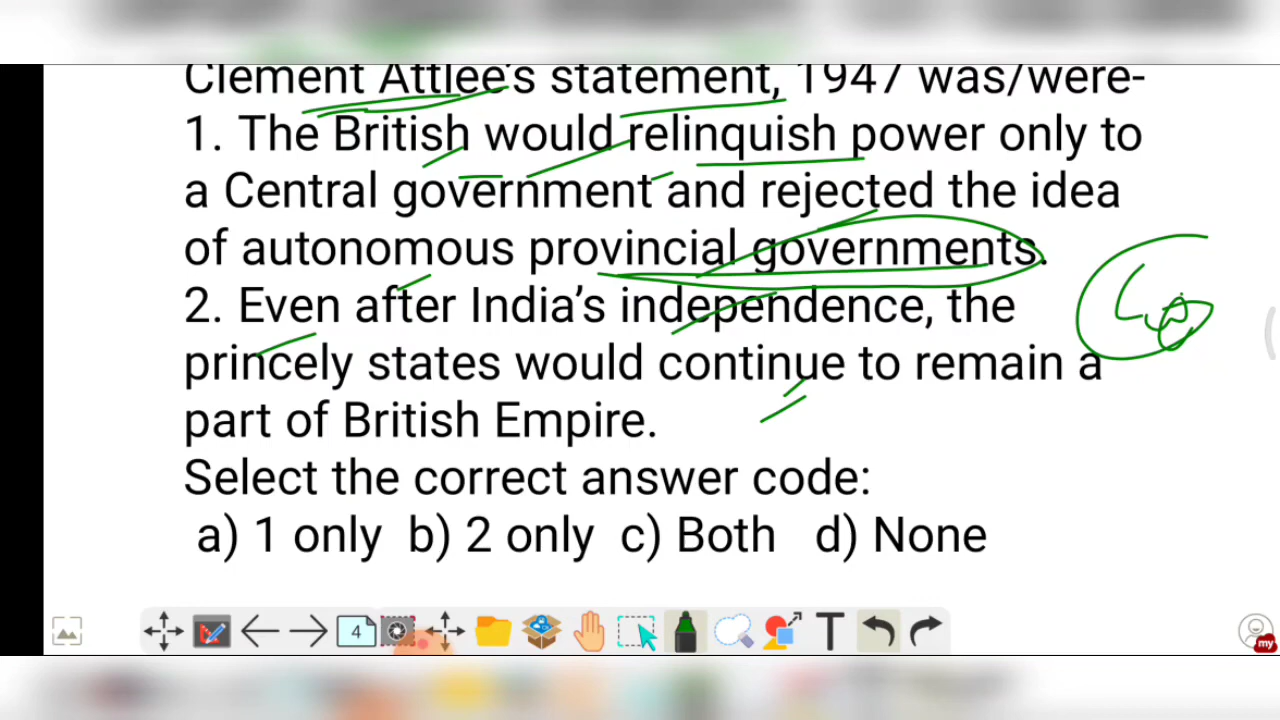 Clement Attlee's statement, 1947 was/were-
1. The British would relinquish power only to
a Central government and rejected the idea
of autonomous provincial governments.
2. Even after India's independence, the
princely states would continue to remain a
part of British Empire.
Select the correct answer code:
a) 1 only b) 2 only c) Both d) None
4
T
my